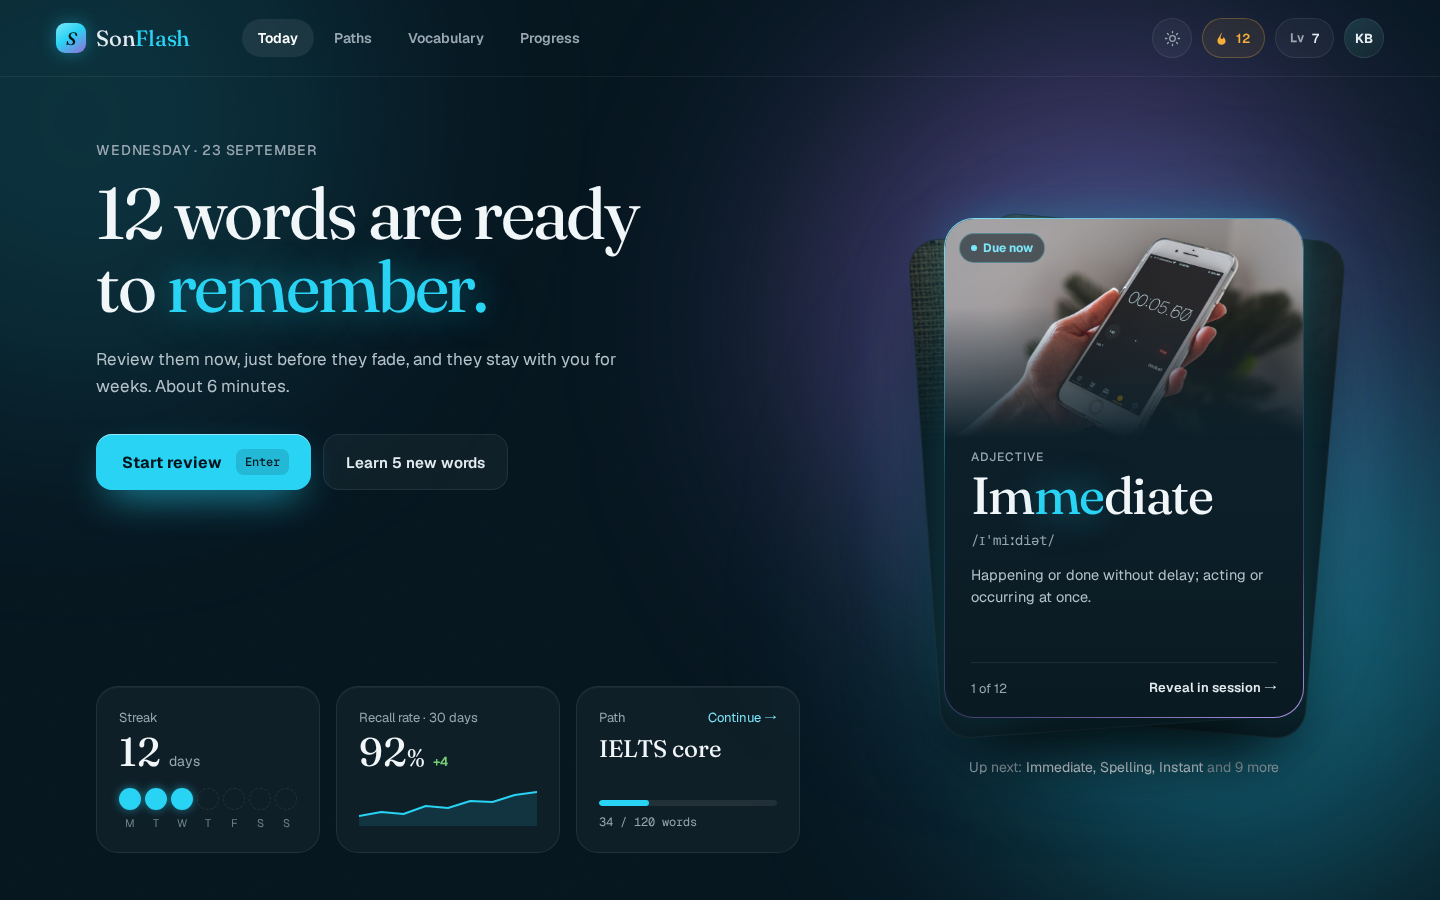 S SonFlash
Today
Paths
Vocabulary
Progress
12
Lv 7
KB
WEDNESDAY · 23 SEPTEMBER
12 words are ready
to remember.
Review them now, just before they fade, and they stay with you for
weeks. About 6 minutes.
Start review Enter
Learn 5 new words
Due now
00:05.60
ADJECTIVE
Immediate
/ɪˈmiːdiət/
Happening or done without delay; acting or
occurring at once.
1 of 12
Reveal in session →
Up next: Immediate, Spelling, Instant and 9 more
Streak
12 days
M T W T F S S
Recall rate · 30 days
92% +4
Path
Continue →
IELTS core
34 / 120 words